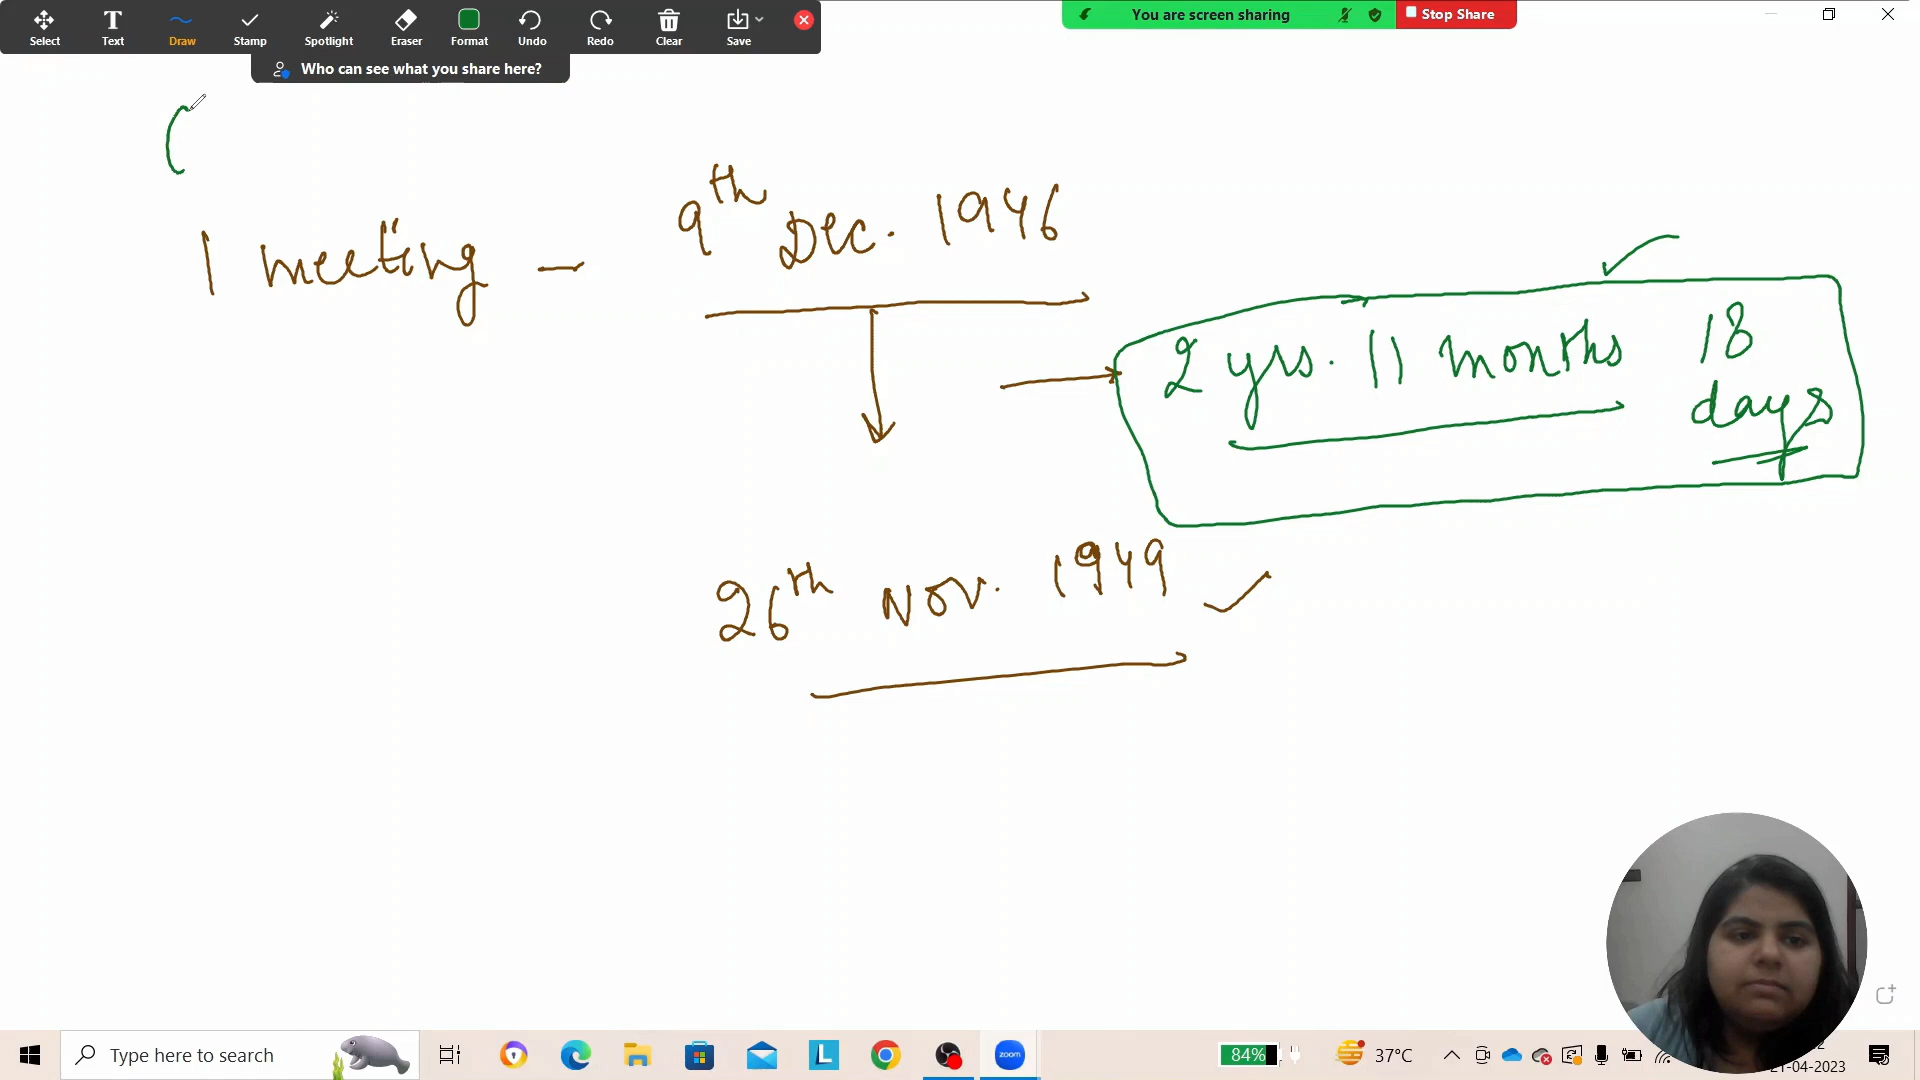 Select Text Draw Stamp Spotlight Eraser Format Undo Redo Clear Save
You are screen sharing Stop Share
Who can see what you share here?
1 meeting - 9th Dec. 1946
2 yrs. 11 months 18
days
26th Nov. 1949
Type here to search
L
zoom
84%
37°C
21-04-2023